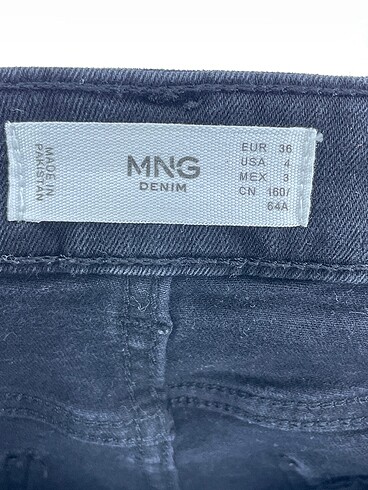 MADE IN
PAKISTAN
MNG
DENIM
EUR 36
USA 4
MEX 3
CN 160/
64A